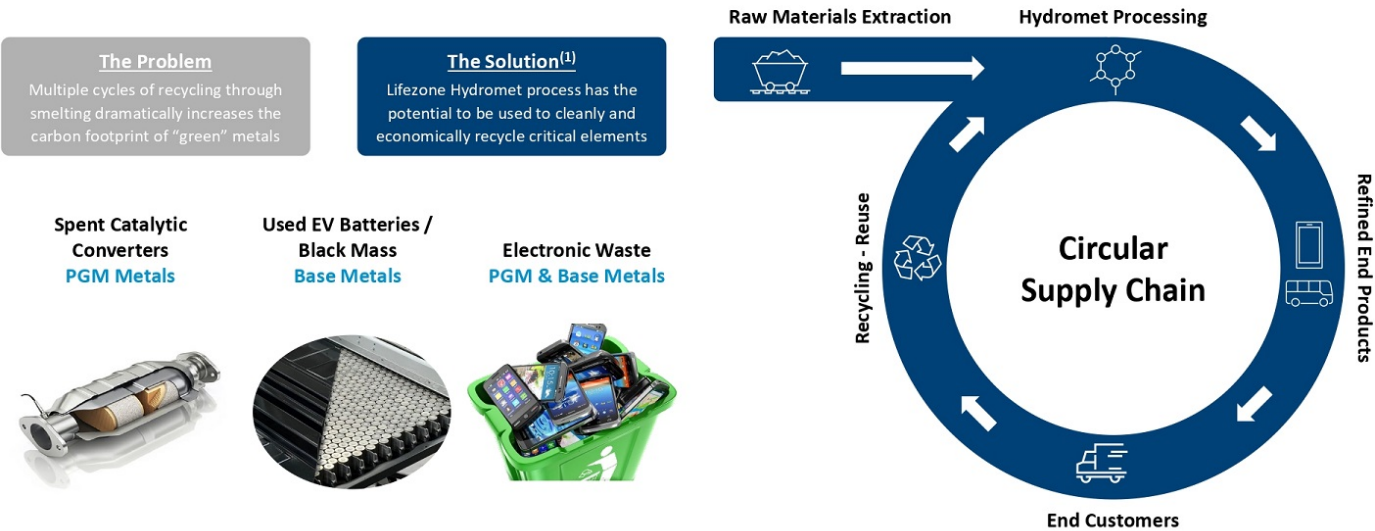 The Problem
Multiple cycles of recycling through
smelting dramatically increases the
carbon footprint of “green” metals
The Solution(1)
Lifezone Hydromet process has the
potential to be used to cleanly and
economically recycle critical elements
Spent Catalytic
Converters
PGM Metals
Used EV Batteries /
Black Mass
Base Metals
Electronic Waste
PGM & Base Metals
Raw Materials Extraction
Hydromet Processing
Refined End Products
End Customers
Recycling - Reuse
Circular
Supply Chain